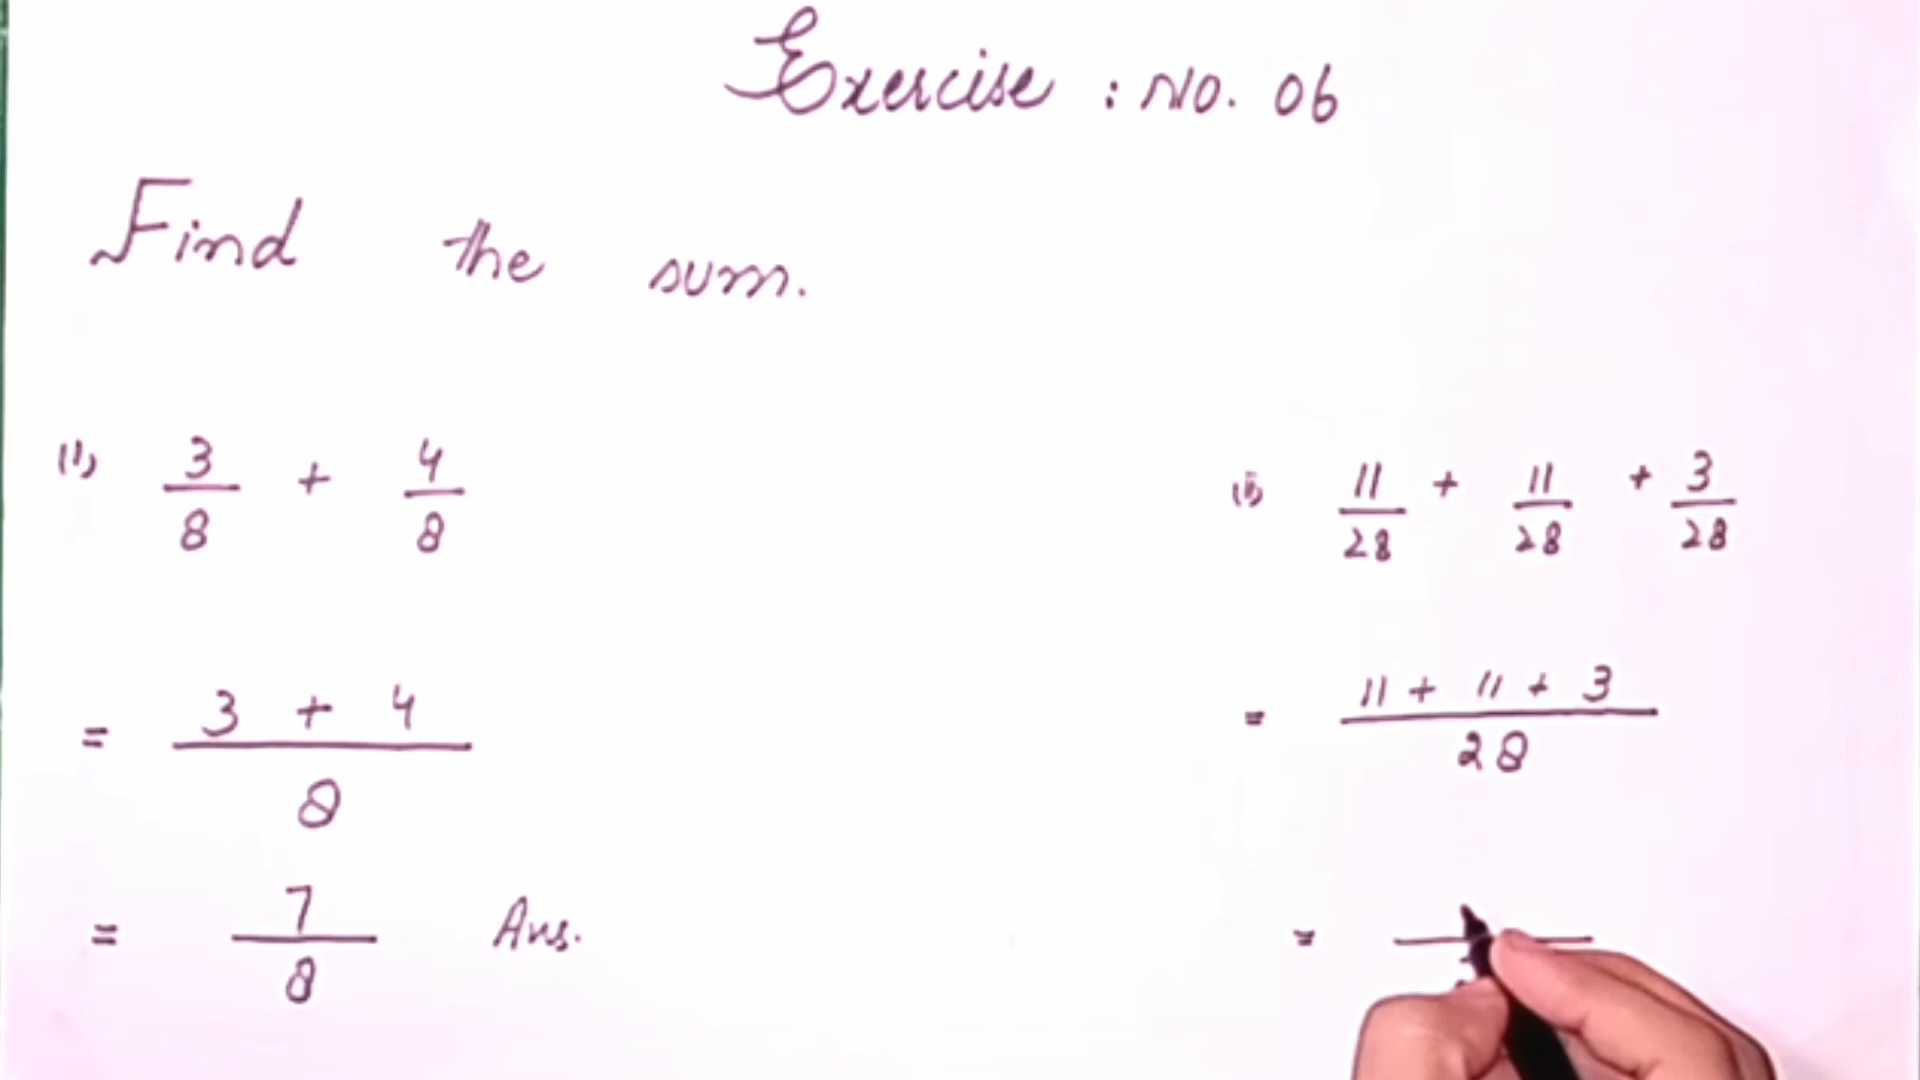 Exercise : No. 06
Find the sum.
(i) 3/8 + 4/8
= 3 + 4 / 8
= 7/8 Ans.
(ii) 11/28 + 11/28 + 3/28
= 11 + 11 + 3 / 28
=